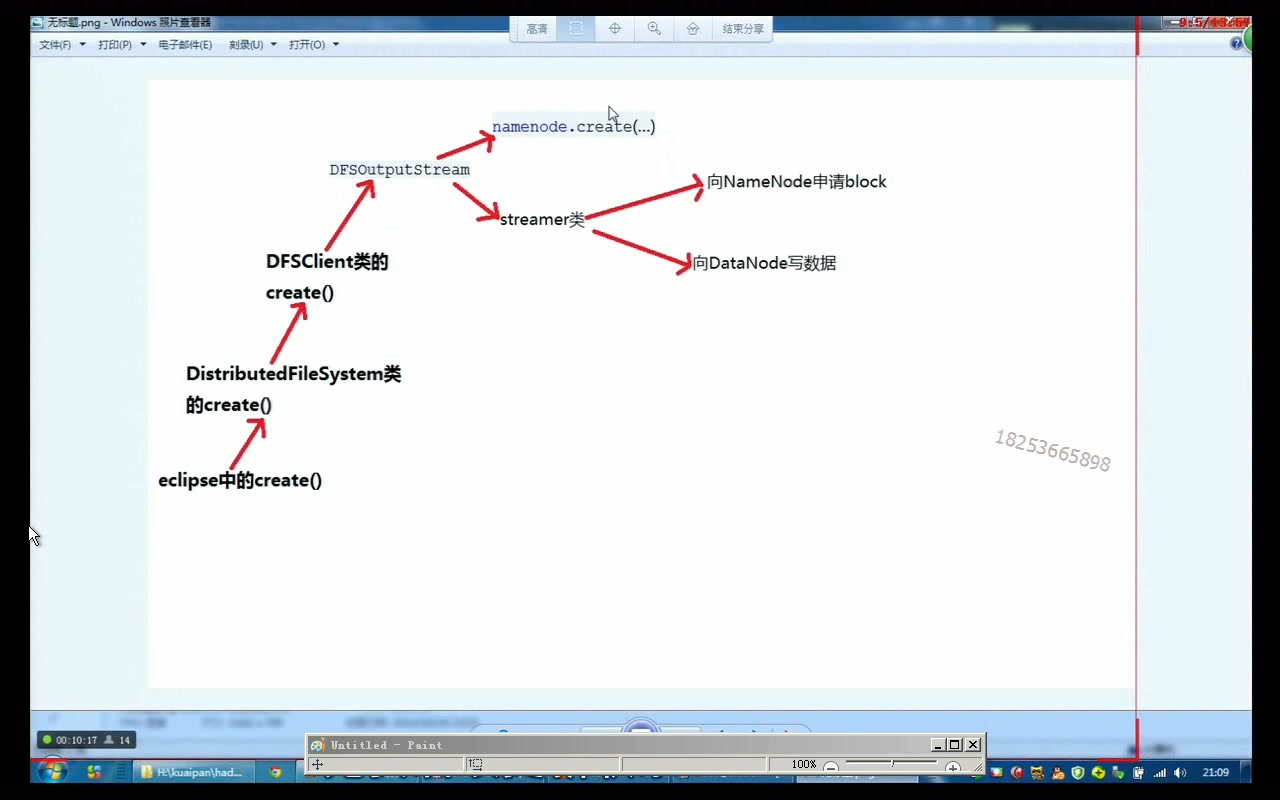 无标题.png - Windows 照片查看器
文件(F) 打印(P) 电子邮件(E) 刻录(U) 打开(O)
高清 结束分享
namenode.create(...)
DFSOutputStream
向NameNode申请block
streamer类
DFSClient类的
create()
向DataNode写数据
DistributedFileSystem类
的create()
18253665898
eclipse中的create()
00:10:17 14
Untitled - Paint
100%
H:\kuaipan\had...
21:09